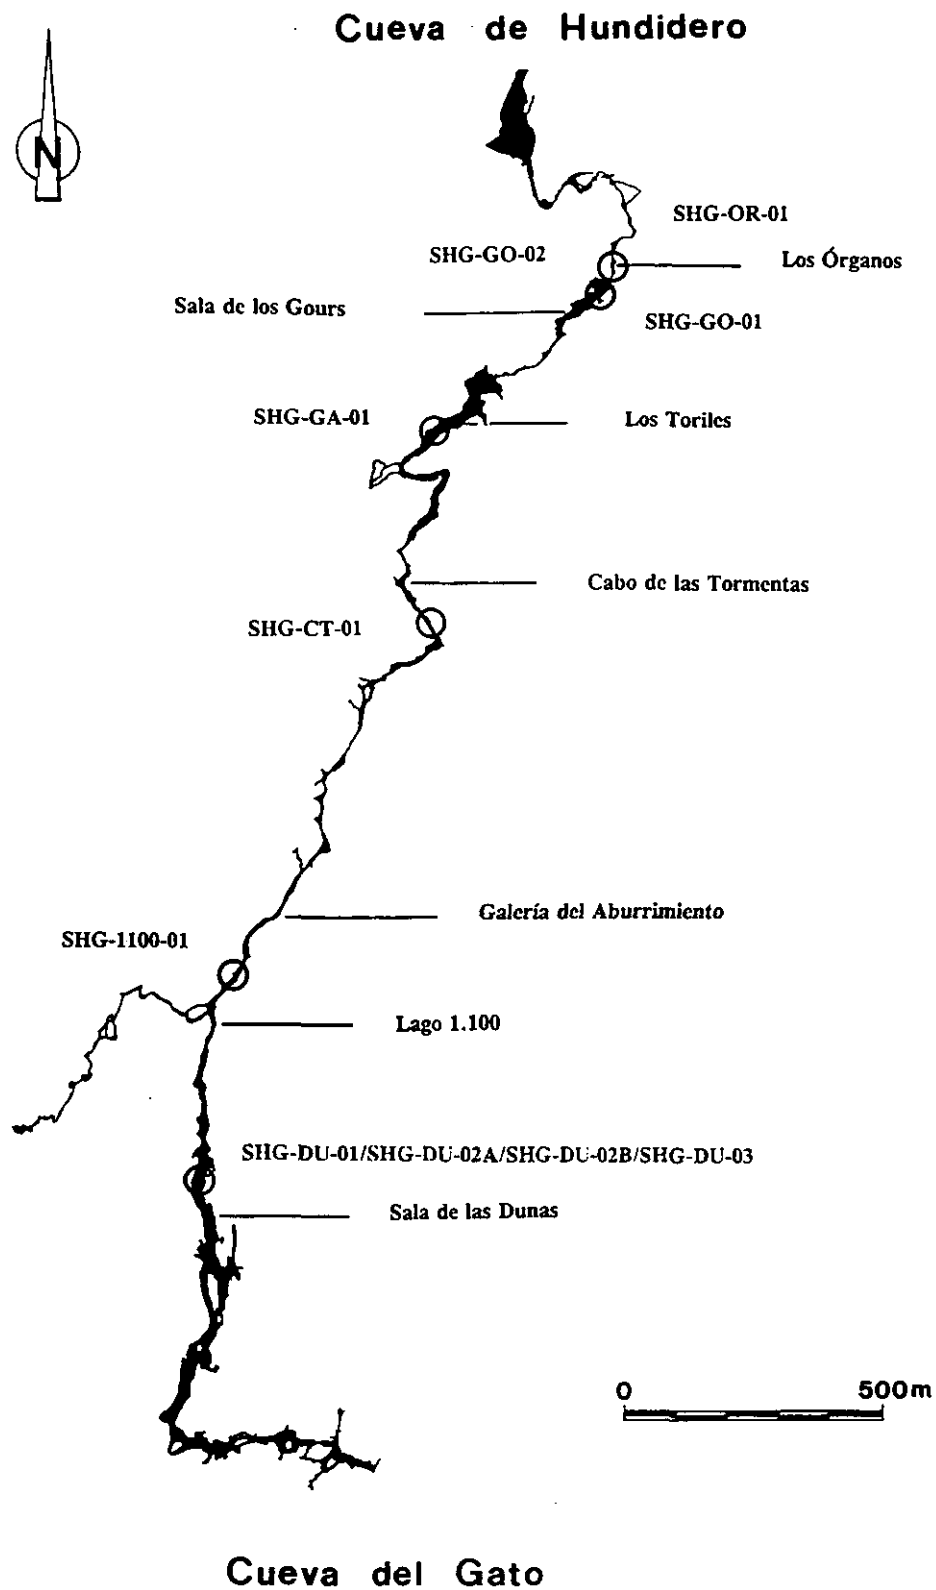 Cueva de Hundidero
N
SHG-OR-01
SHG-GO-02
Los Órganos
Sala de los Gours
SHG-GO-01
SHG-GA-01
Los Toriles
Cabo de las Tormentas
SHG-CT-01
Galería del Aburrimiento
SHG-1100-01
Lago 1.100
SHG-DU-01/SHG-DU-02A/SHG-DU-02B/SHG-DU-03
Sala de las Dunas
0 500m
Cueva del Gato